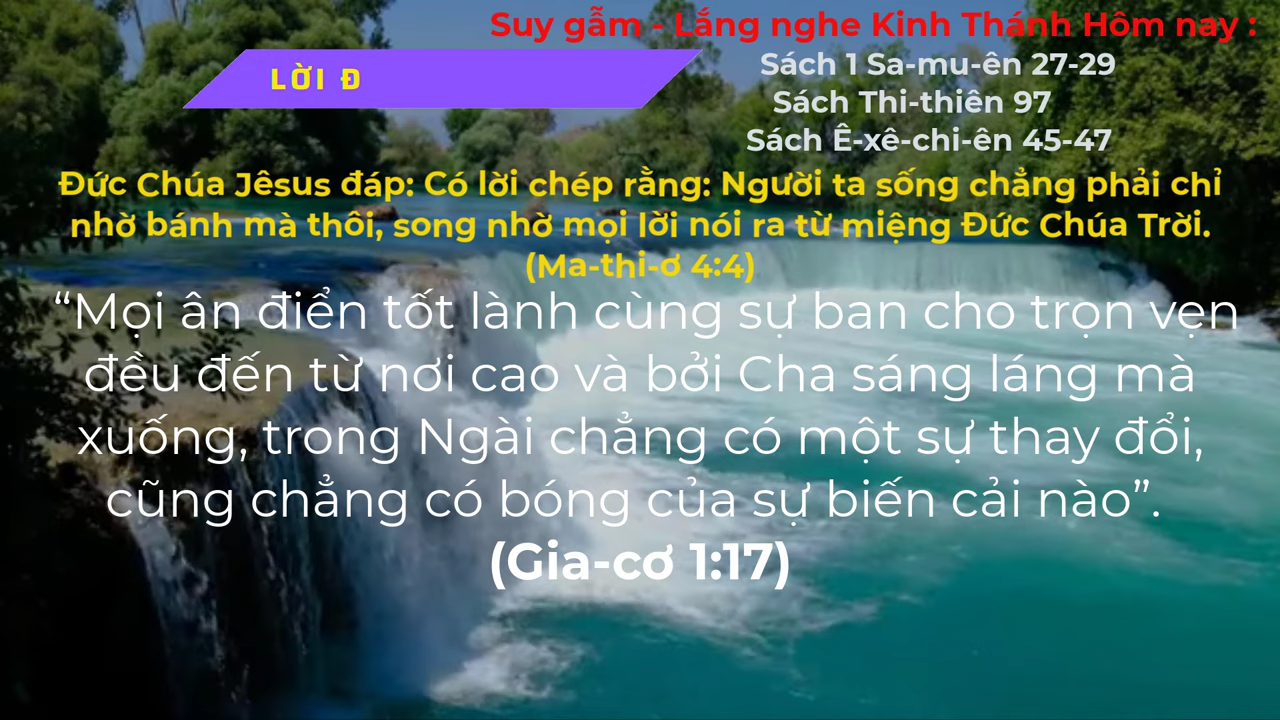 Suy gẫm - Lắng nghe Kinh Thánh Hôm nay :
LỜI Đ
Sách 1 Sa-mu-ên 27-29
Sách Thi-thiên 97
Sách Ê-xê-chi-ên 45-47
Đức Chúa Jêsus đáp: Có lời chép rằng: Người ta sống chẳng phải chỉ
nhờ bánh mà thôi, song nhờ mọi lời nói ra từ miệng Đức Chúa Trời.
(Ma-thi-ơ 4:4)
“Mọi ân điển tốt lành cùng sự ban cho trọn vẹn
đều đến từ nơi cao và bởi Cha sáng láng mà
xuống, trong Ngài chẳng có một sự thay đổi,
cũng chẳng có bóng của sự biến cải nào”.
(Gia-cơ 1:17)